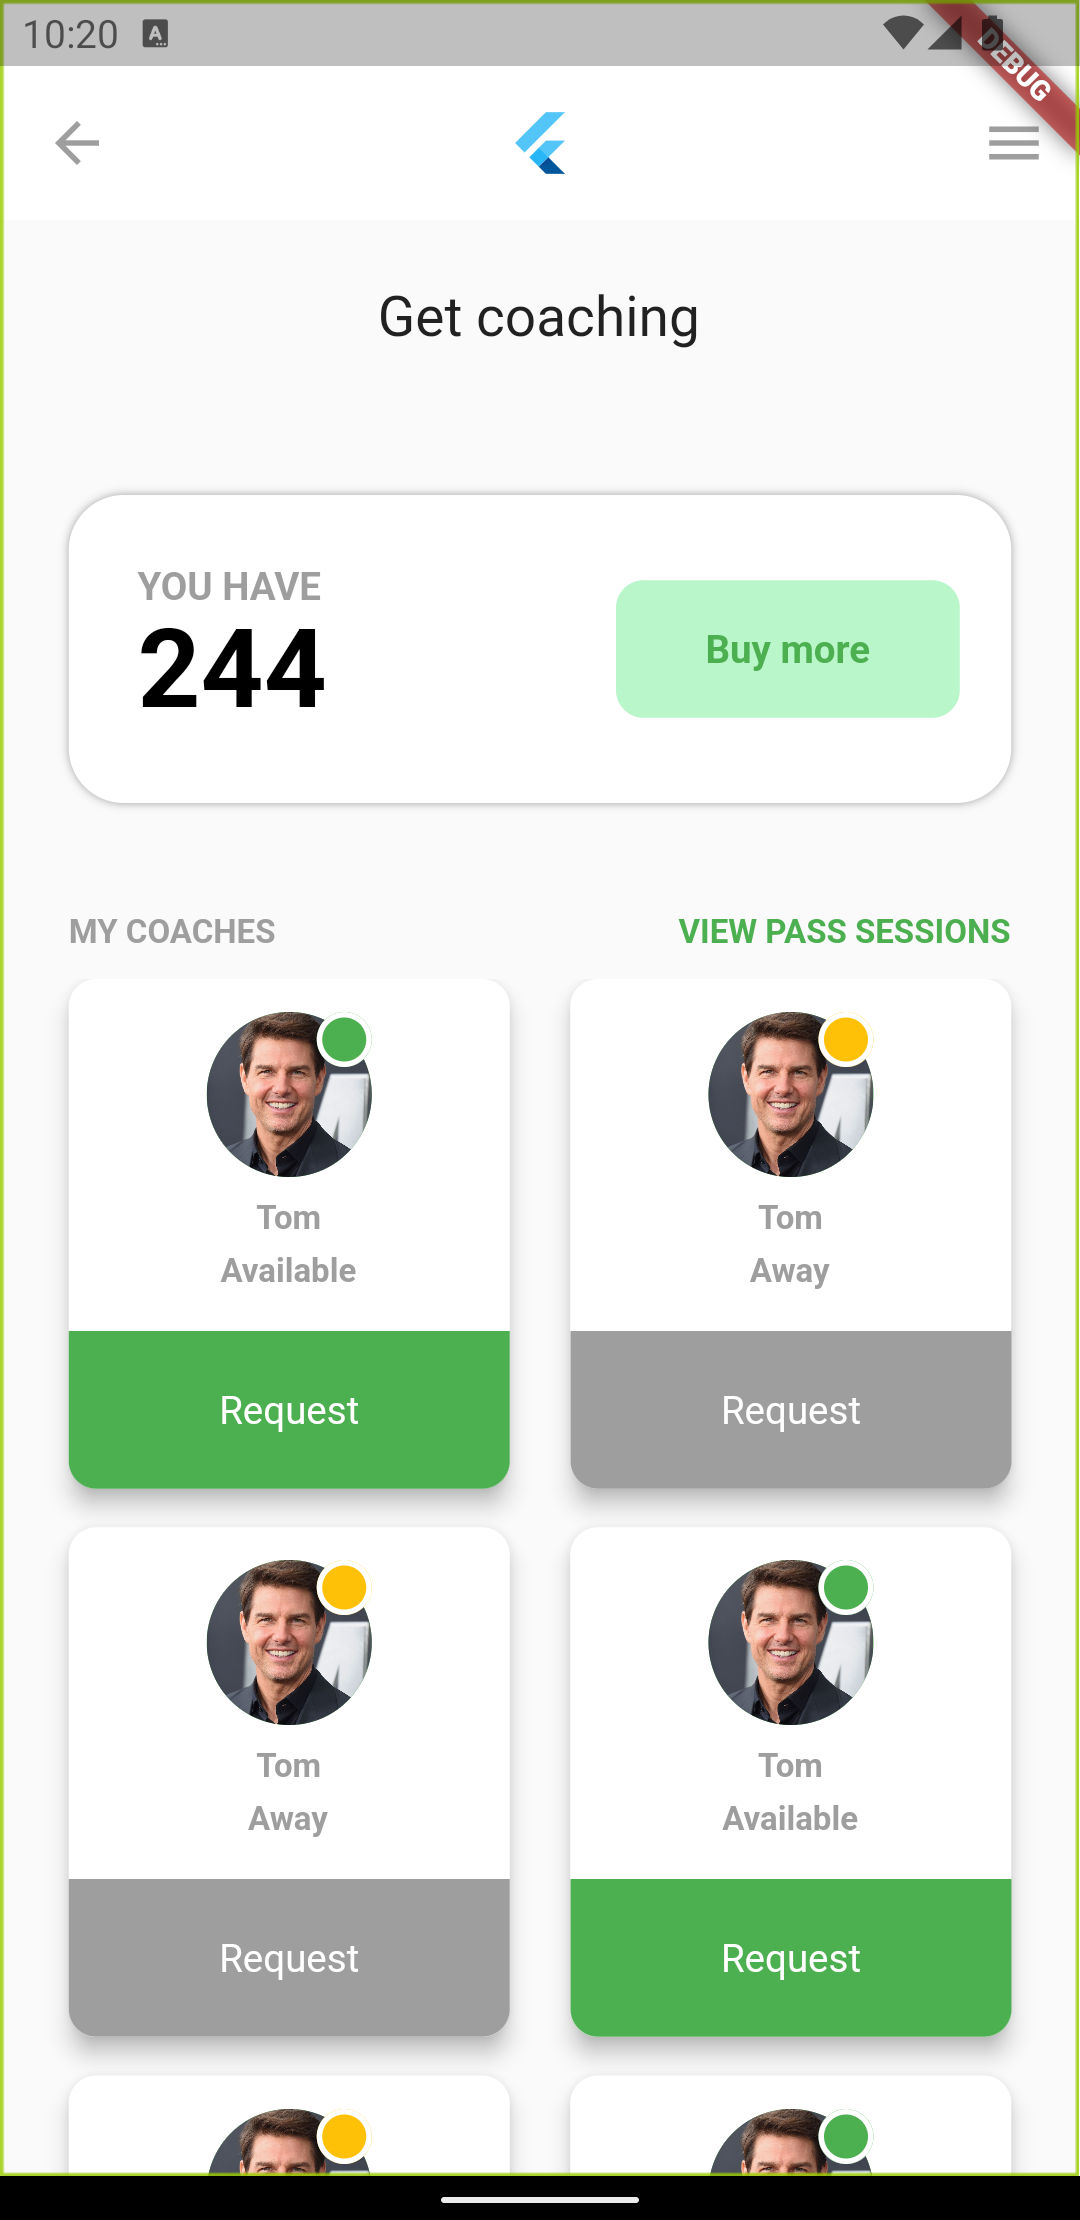 10:20
A
DEBUG
Get coaching
YOU HAVE
244
Buy more
MY COACHES
VIEW PASS SESSIONS
Tom
Available
Request
Tom
Away
Request
Tom
Away
Request
Tom
Available
Request